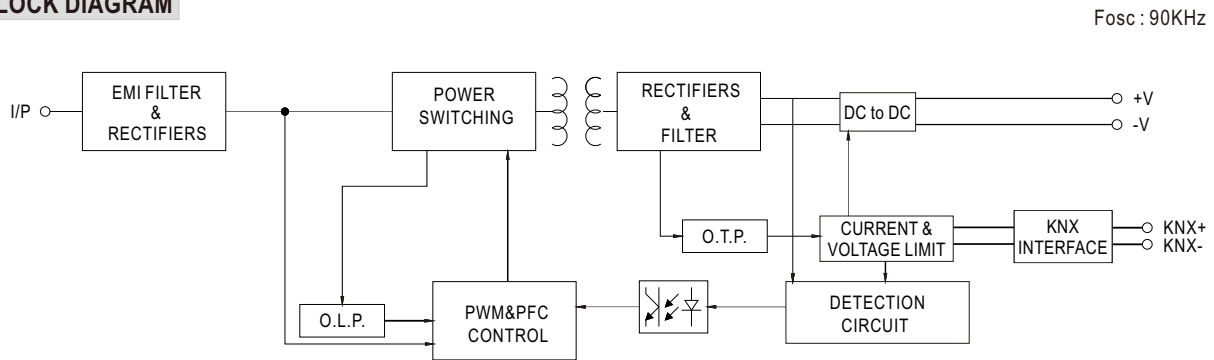 LOCK DIAGRAM
Fosc : 90KHz
I/P
EMI FILTER
&
RECTIFIERS
POWER
SWITCHING
RECTIFIERS
&
FILTER
DC to DC
+V
-V
O.T.P.
CURRENT &
VOLTAGE LIMIT
KNX
INTERFACE
KNX+
KNX-
O.L.P.
PWM&PFC
CONTROL
DETECTION
CIRCUIT